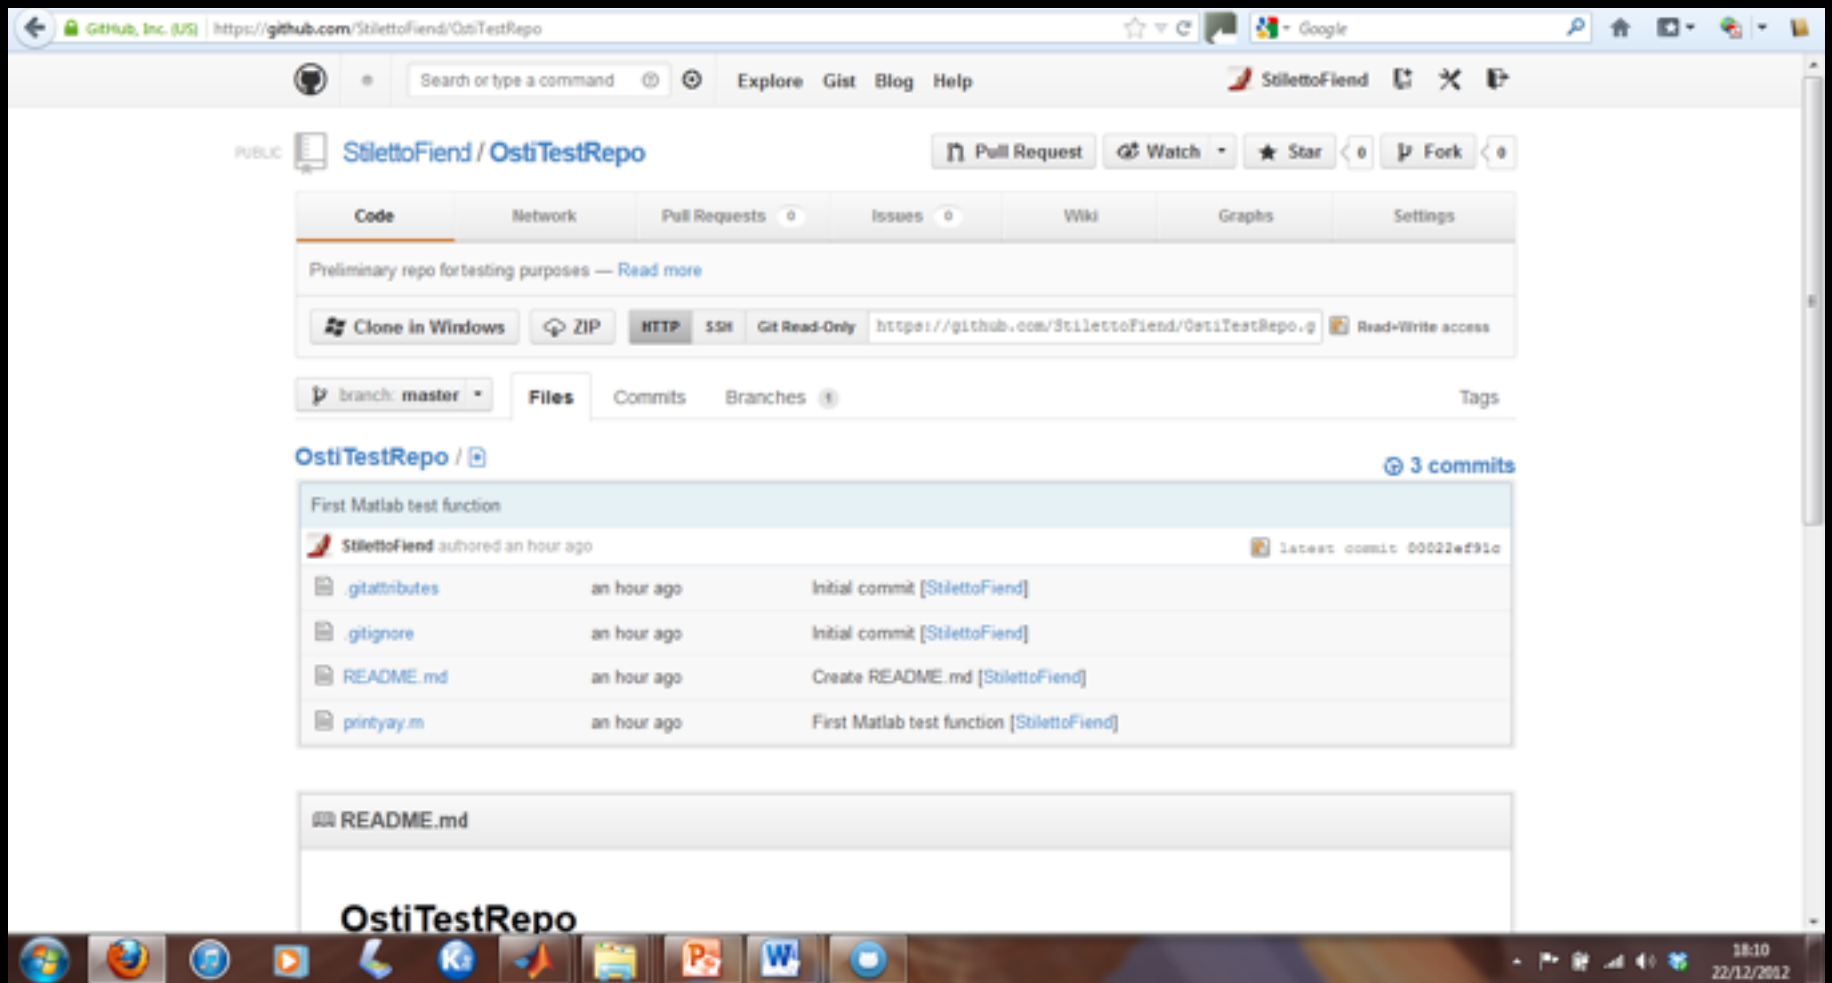 GitHub, Inc. (US) https://github.com/StilettoFiend/OstiTestRepo Google
Search or type a command Explore Gist Blog Help StilettoFiend
PUBLIC StilettoFiend / OstiTestRepo Pull Request Watch Star 0 Fork 0
Code Network Pull Requests 0 Issues 0 Wiki Graphs Settings
Preliminary repo for testing purposes — Read more
Clone in Windows ZIP HTTP SSH Git Read-Only https://github.com/StilettoFiend/OstiTestRepo.g Read+Write access
branch: master Files Commits Branches 1 Tags
OstiTestRepo / 3 commits
First Matlab test function
StilettoFiend authored an hour ago latest commit 00022ef91c
.gitattributes an hour ago Initial commit [StilettoFiend]
.gitignore an hour ago Initial commit [StilettoFiend]
README.md an hour ago Create README.md [StilettoFiend]
printyay.m an hour ago First Matlab test function [StilettoFiend]
README.md
OstiTestRepo
18:10
22/12/2012